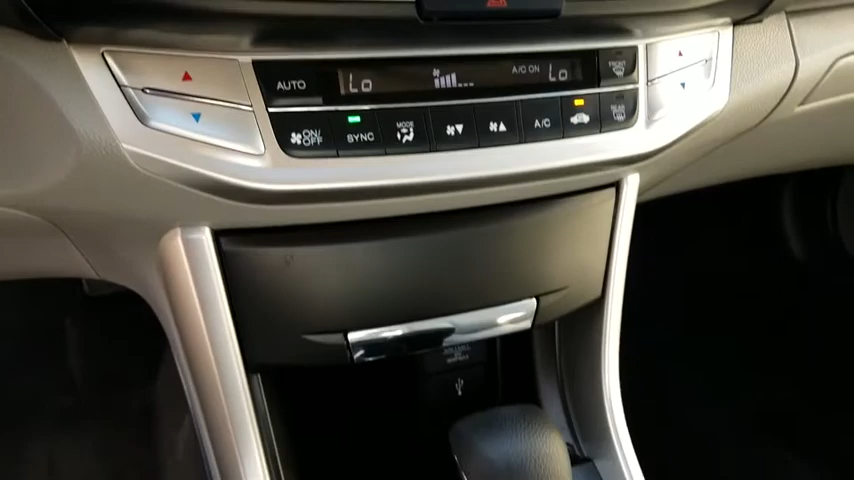 AUTO
Lo
A/C ON
Lo
FRONT
ON/OFF
SYNC
MODE
A/C
REAR